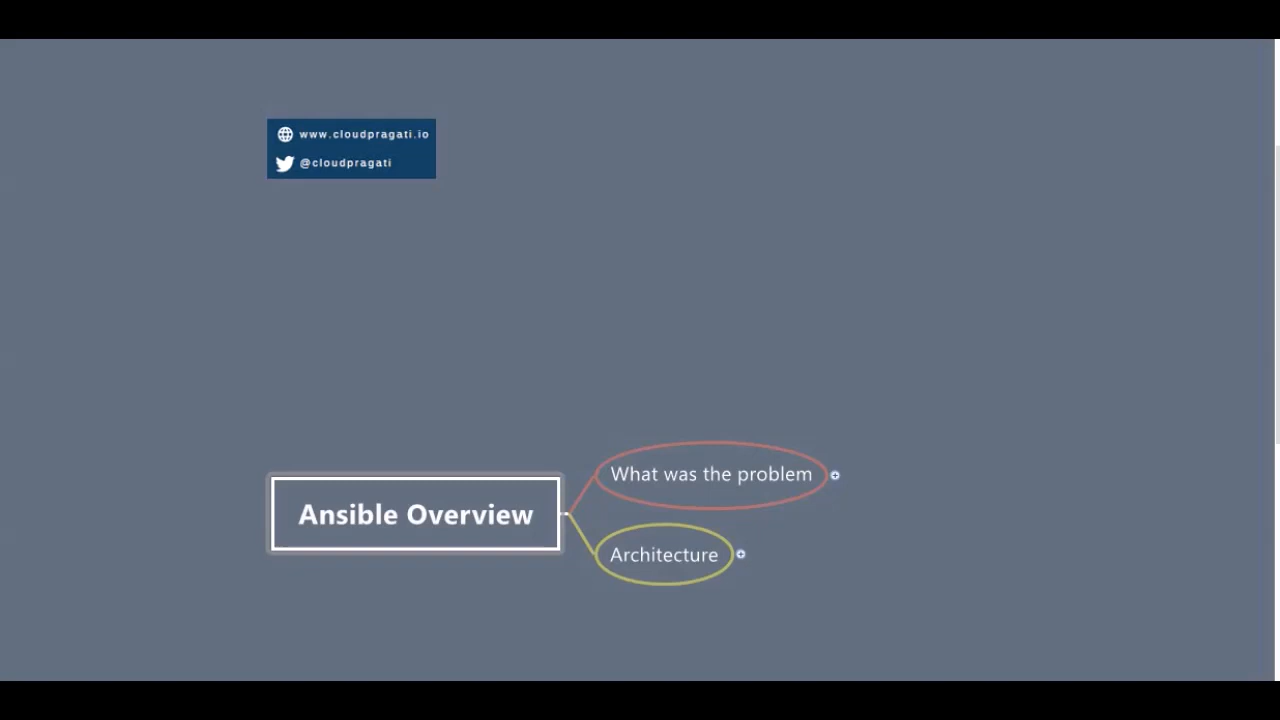 www.cloudpragati.io
@cloudpragati
What was the problem
Ansible Overview
Architecture